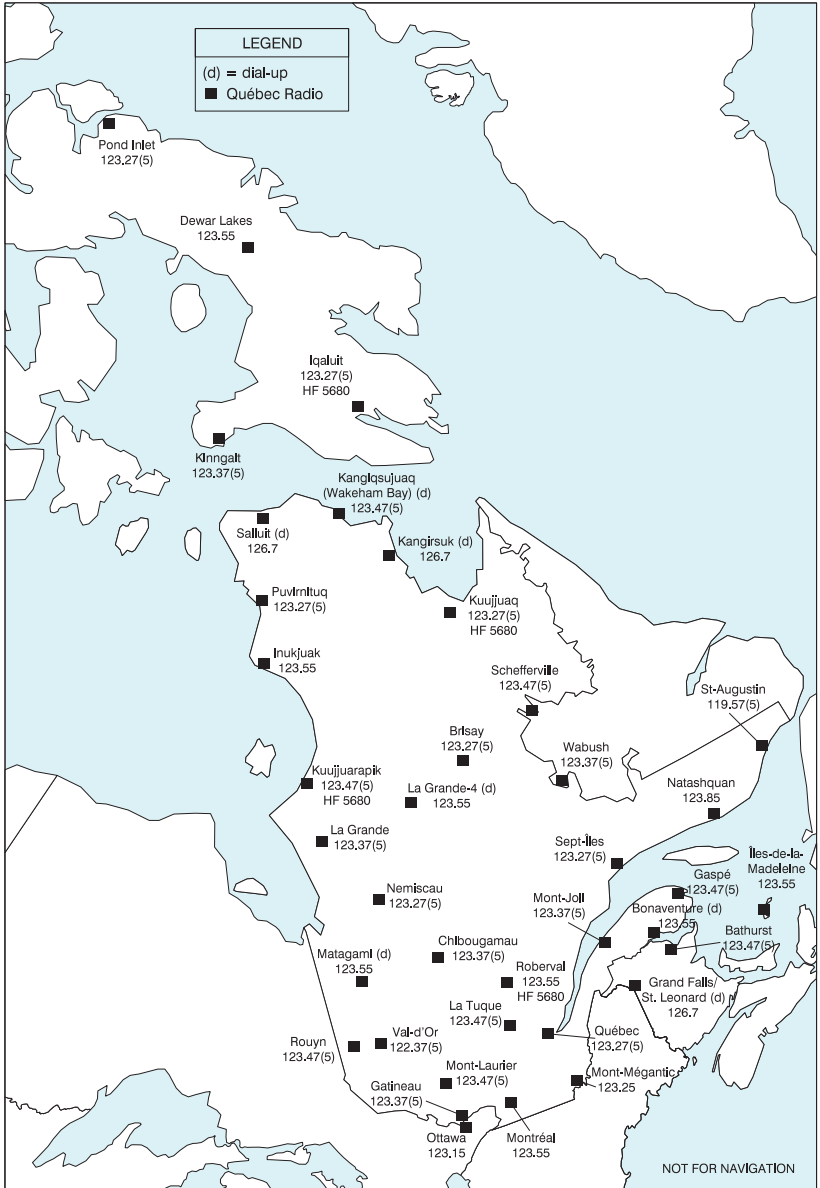 LEGEND
(d) = dial-up
Québec Radio
Pond Inlet
123.27(5)
Dewar Lakes
123.55
Iqaluit
123.27(5)
HF 5680
Kinngait
123.37(5)
Kangiqsujuaq
(Wakeham Bay) (d)
123.47(5)
Salluit (d)
126.7
Kangirsuk (d)
126.7
Puvirnituq
123.27(5)
Kuujjuaq
123.27(5)
HF 5680
Inukjuak
123.55
Schefferville
123.47(5)
St-Augustin
119.57(5)
Brisay
123.27(5)
Wabush
123.37(5)
Kuujjuarapik
123.47(5)
HF 5680
La Grande-4 (d)
123.55
Natashquan
123.85
La Grande
123.37(5)
Sept-Îles
123.27(5)
Îles-de-la-
Madeleine
123.55
Gaspé
123.47(5)
Nemiscau
123.27(5)
Mont-Joli
123.37(5)
Bonaventure (d)
123.55
Bathurst
123.47(5)
Chibougamau
123.37(5)
Matagami (d)
123.55
Roberval
123.55
HF 5680
Grand Falls/
St. Leonard (d)
126.7
La Tuque
123.47(5)
Québec
123.27(5)
Rouyn
123.47(5)
Val-d'Or
122.37(5)
Mont-Laurier
123.47(5)
Mont-Mégantic
123.25
Gatineau
123.37(5)
Ottawa
123.15
Montréal
123.55
NOT FOR NAVIGATION